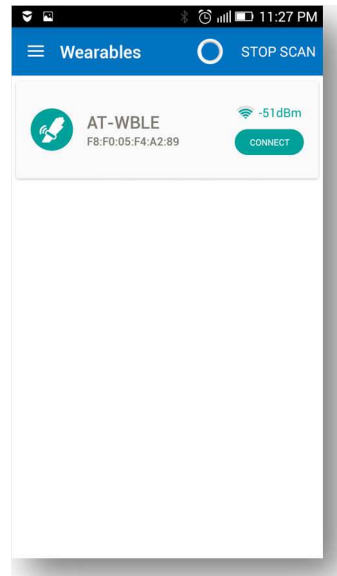 11:27 PM
Wearables STOP SCAN
AT-WBLE -51dBm
F8:F0:05:F4:A2:89 CONNECT